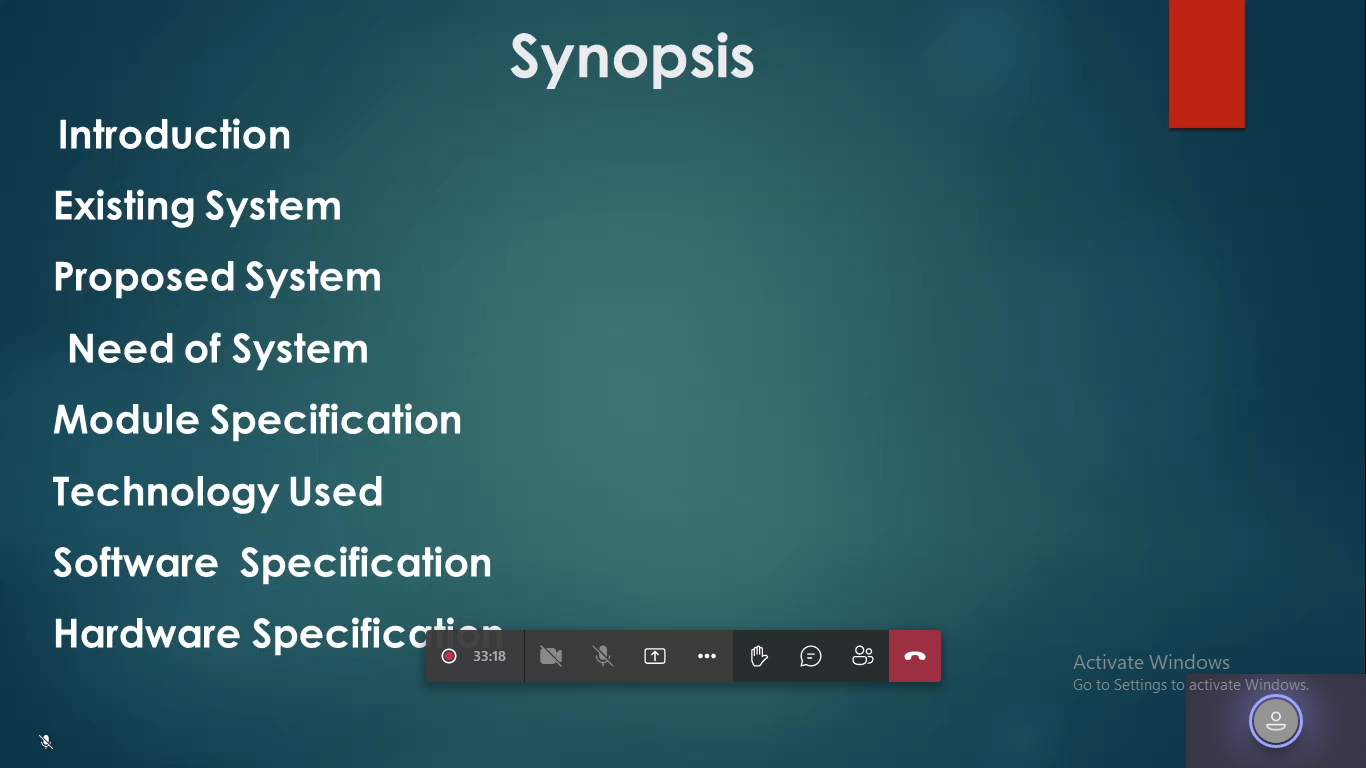 Synopsis
Introduction
Existing System
Proposed System
Need of System
Module Specification
Technology Used
Software  Specification
Hardware Specification
33:18
Activate Windows
Go to Settings to activate Windows.